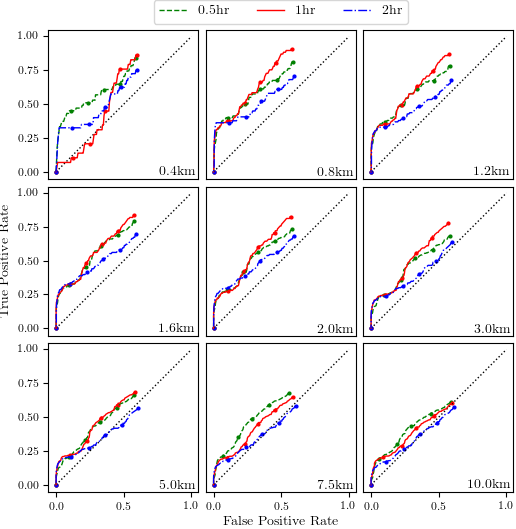 0.5hr 1hr 2hr
1.00
0.75
0.50
0.25
0.00
0.4km
0.8km
1.2km
True Positive Rate
1.00
0.75
0.50
0.25
0.00
1.6km
2.0km
3.0km
1.00
0.75
0.50
0.25
0.00
5.0km
7.5km
10.0km
0.0 0.5 1.0 0.0 0.5 1.0 0.0 0.5 1.0
False Positive Rate